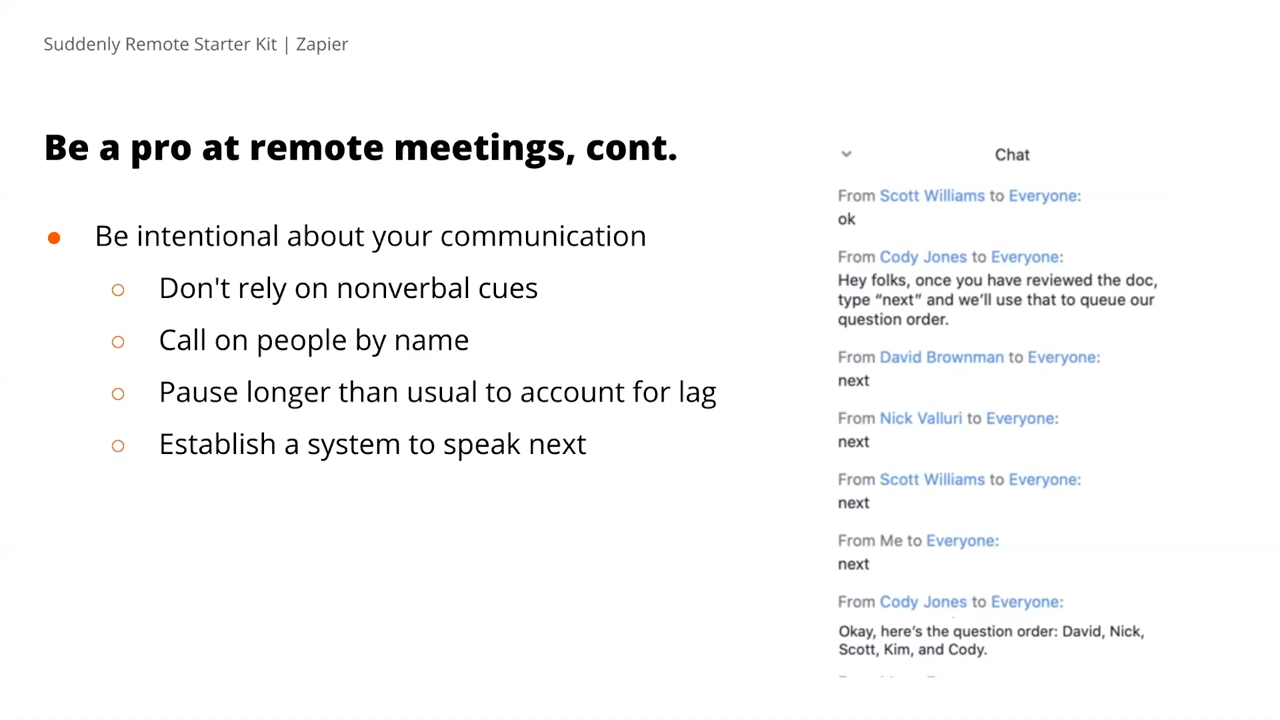 Suddenly Remote Starter Kit | Zapier
Be a pro at remote meetings, cont.
Be intentional about your communication
Don't rely on nonverbal cues
Call on people by name
Pause longer than usual to account for lag
Establish a system to speak next
Chat
From Scott Williams to Everyone:
ok
From Cody Jones to Everyone:
Hey folks, once you have reviewed the doc,
type “next” and we’ll use that to queue our
question order.
From David Brownman to Everyone:
next
From Nick Valluri to Everyone:
next
From Scott Williams to Everyone:
next
From Me to Everyone:
next
From Cody Jones to Everyone:
Okay, here’s the question order: David, Nick,
Scott, Kim, and Cody.